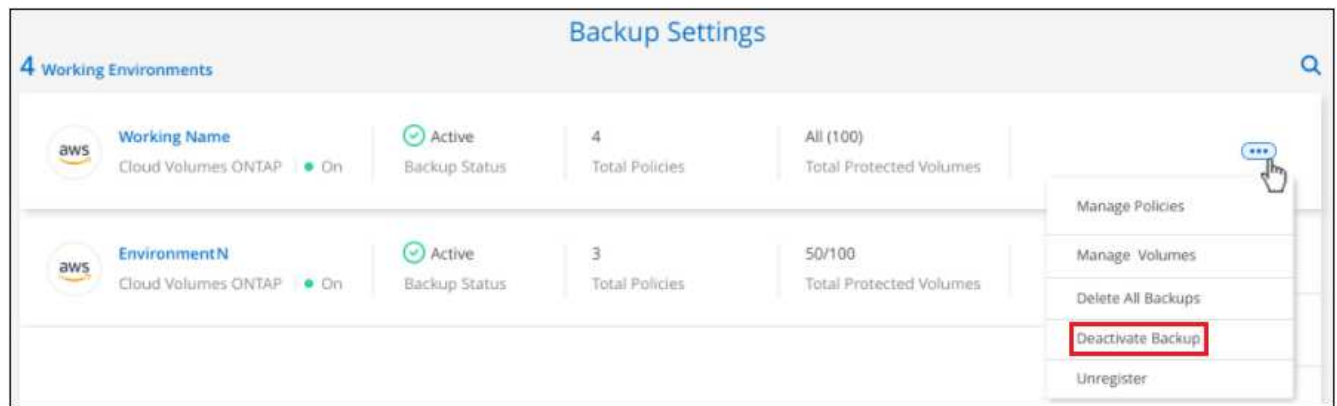 Backup Settings
4 Working Environments
aws
Working Name
Cloud Volumes ONTAP On
Active
Backup Status
4
Total Policies
All (100)
Total Protected Volumes
Manage Policies
Manage Volumes
Delete All Backups
Deactivate Backup
Unregister
aws
EnvironmentN
Cloud Volumes ONTAP On
Active
Backup Status
3
Total Policies
50/100
Total Protected Volumes